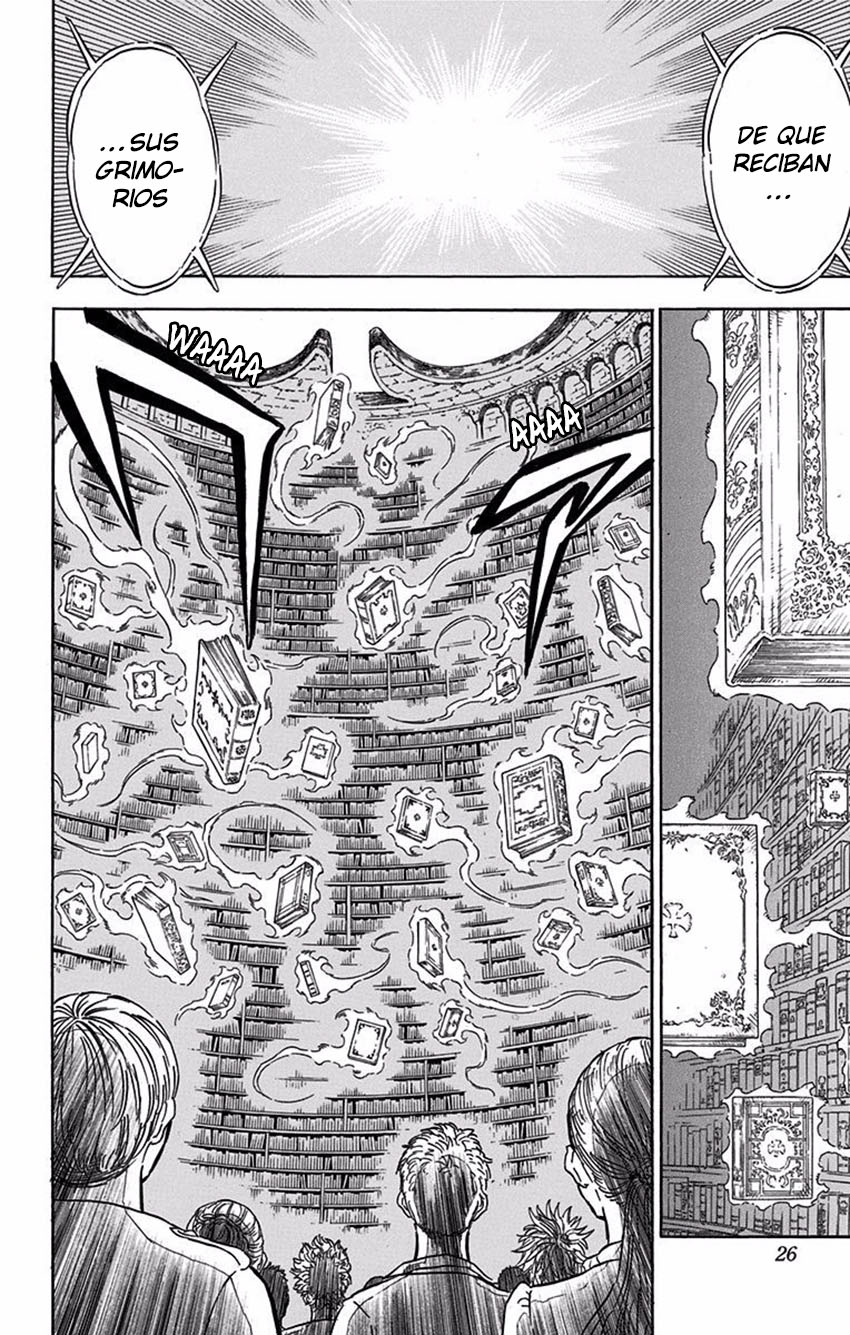 DE QUE
RECIBAN
...
...SUS
GRIMO-
RIOS
AAAA
WAAAA
26